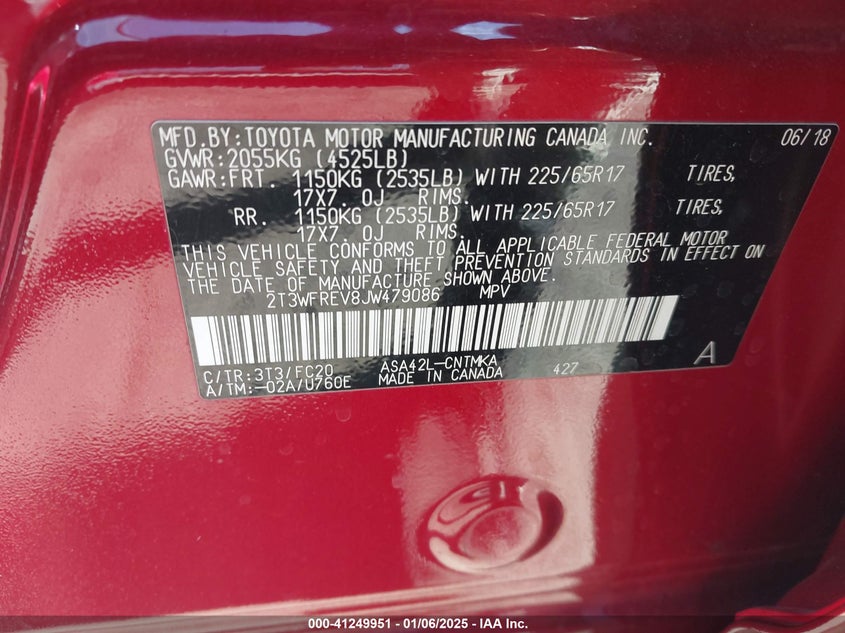 MFD.BY:TOYOTA MOTOR MANUFACTURING CANADA INC. 06/18
GVWR:2055KG (4525LB)
GAWR:FRT. 1150KG (2535LB) WITH 225/65R17 TIRES,
17X7.0J RIMS.
RR. 1150KG (2535LB) WITH 225/65R17 TIRES,
17X7.0J RIMS.
THIS VEHICLE CONFORMS TO ALL APPLICABLE FEDERAL MOTOR
VEHICLE SAFETY AND THEFT PREVENTION STANDARDS IN EFFECT ON
THE DATE OF MANUFACTURE SHOWN ABOVE.
2T3WFREV8JW479086 MPV
C/TR:3T3/FC20 ASA42L-CNTMKA 427 A
A/TM:-02A/U760E MADE IN CANADA
000-41249951 | 01/06/2025 | IAA Inc.